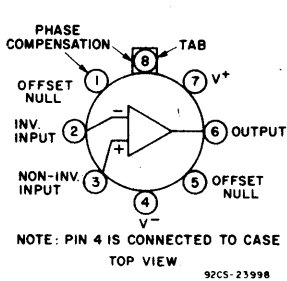 PHASE
COMPENSATION
8
TAB
1
OFFSET
NULL
7
V+
INV.
INPUT
2
−
6
OUTPUT
+
NON-INV.
INPUT
3
5
OFFSET
NULL
4
V−
NOTE: PIN 4 IS CONNECTED TO CASE
TOP VIEW
92CS-23998